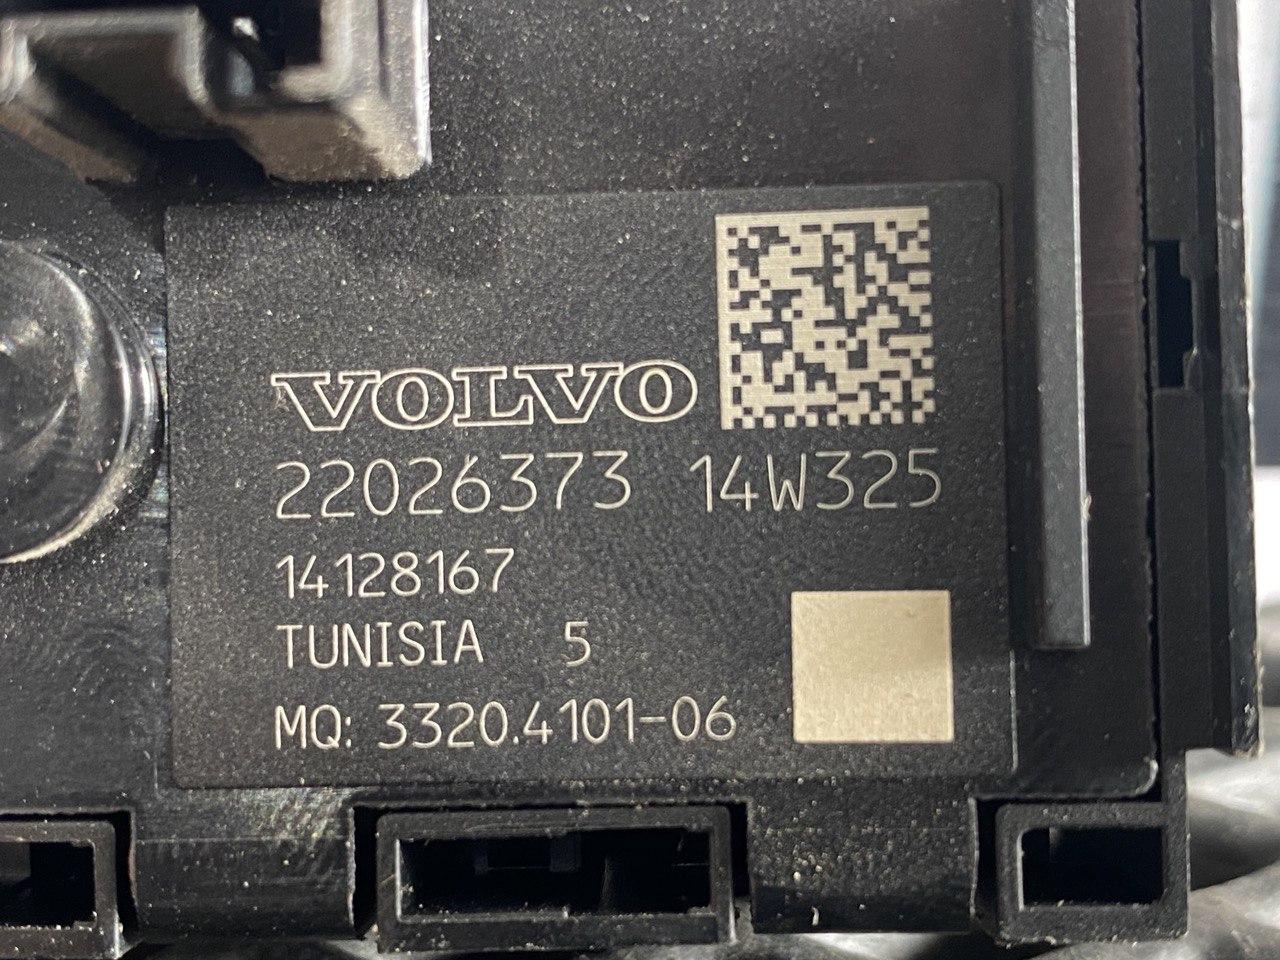 VOLVO
22026373 14W325
14128167
TUNISIA 5
MQ: 3320.4101-06